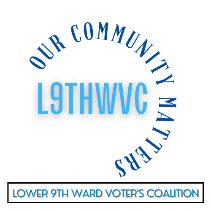 OUR COMMUNITY MATTERS
L9THWVC
LOWER 9TH WARD VOTER'S COALITION